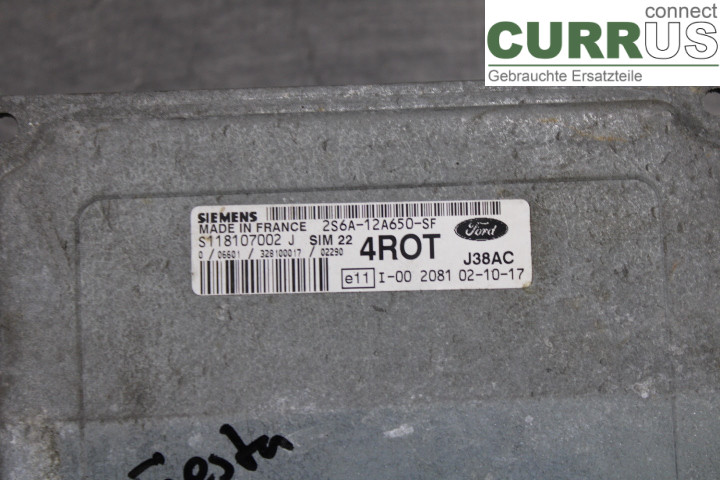 connect
CURRUS
Gebrauchte Ersatzteile
SIEMENS
MADE IN FRANCE 2S6A-12A650-SF
S118107002 J SIM 22 4ROT Ford
0 / 06601 / 328100017 / 02290 J38AC
e11 I-00 2081 02-10-17